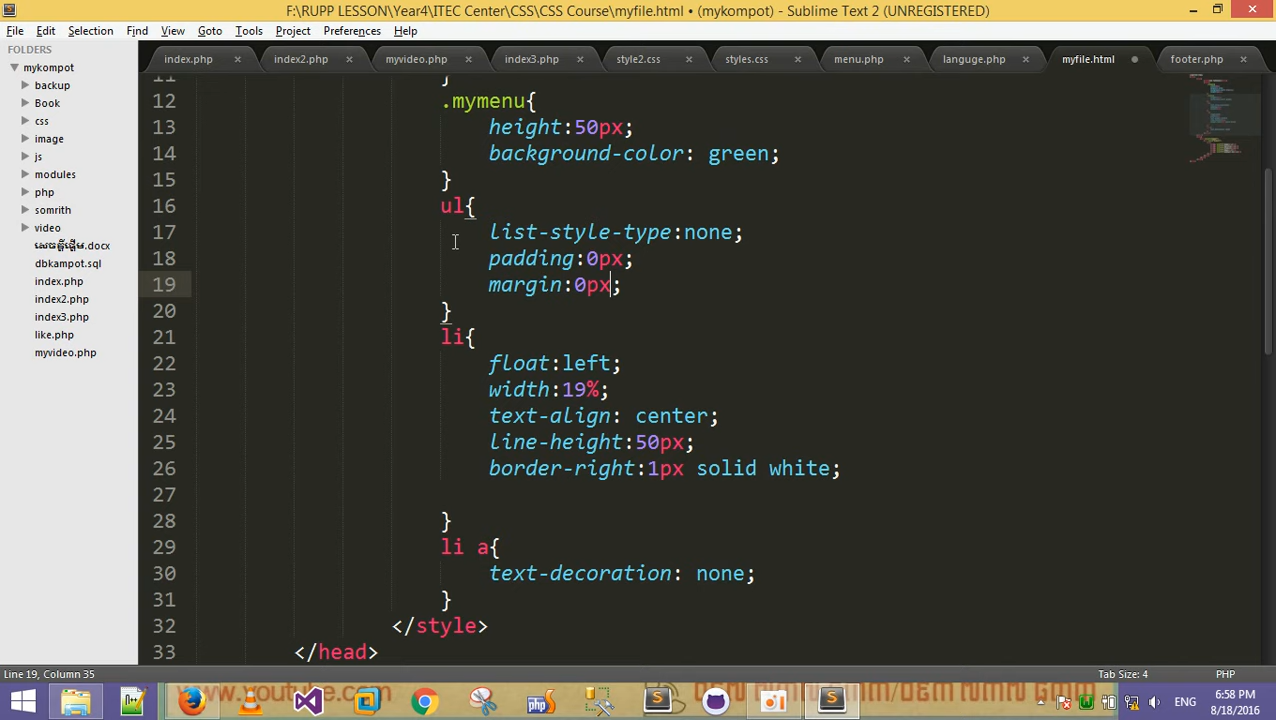 F:\RUPP LESSON\Year4\ITEC Center\CSS\CSS Course\myfile.html • (mykompot) - Sublime Text 2 (UNREGISTERED)
File Edit Selection Find View Goto Tools Project Preferences Help
FOLDERS
mykompot
backup
Book
css
image
js
modules
php
somrith
video
dbkampot.sql
index.php
index2.php
index3.php
like.php
myvideo.php
index.php × index2.php × myvideo.php × index3.php × style2.css × styles.css × menu.php × languge.php × myfile.html footer.php ×
11 }
12 .mymenu{
13 height:50px;
14 background-color: green;
15 }
16 ul{
17 list-style-type:none;
18 padding:0px;
19 margin:0px;
20 }
21 li{
22 float:left;
23 width:19%;
24 text-align: center;
25 line-height:50px;
26 border-right:1px solid white;
27
28 }
29 li a{
30 text-decoration: none;
31 }
32 </style>
33 </head>
Line 19, Column 35
Tab Size: 4 PHP
www.youtube.com
ENG
6:58 PM
8/18/2016